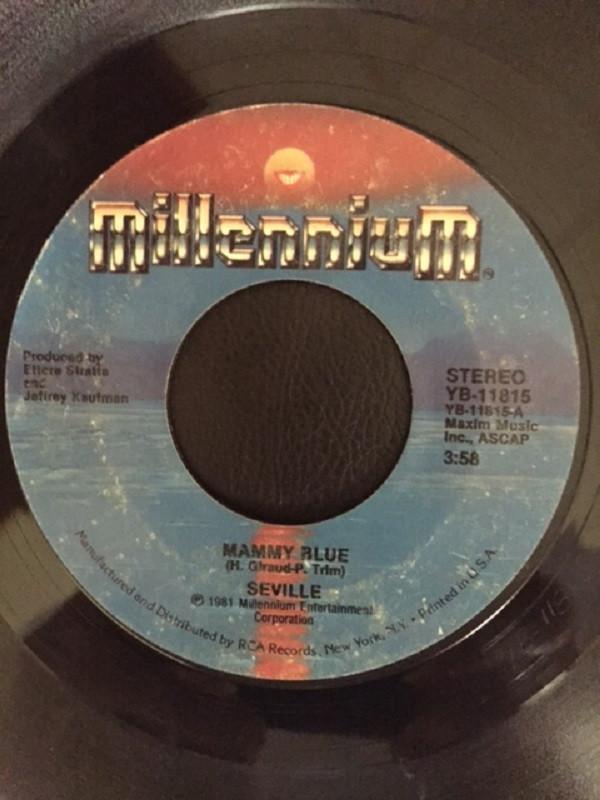 millennium
Produced by
Ettore Stratta
and
Jeffrey Kaufman
STEREO
YB-11815
YB-11815-A
Maxim Music
Inc., ASCAP
3:58
MAMMY BLUE
(H. Giraud-P. Trim)
SEVILLE
℗ 1981 Millennium Entertainment
Corporation
Manufactured and Distributed by RCA Records, New York, N.Y. • Printed in U.S.A.